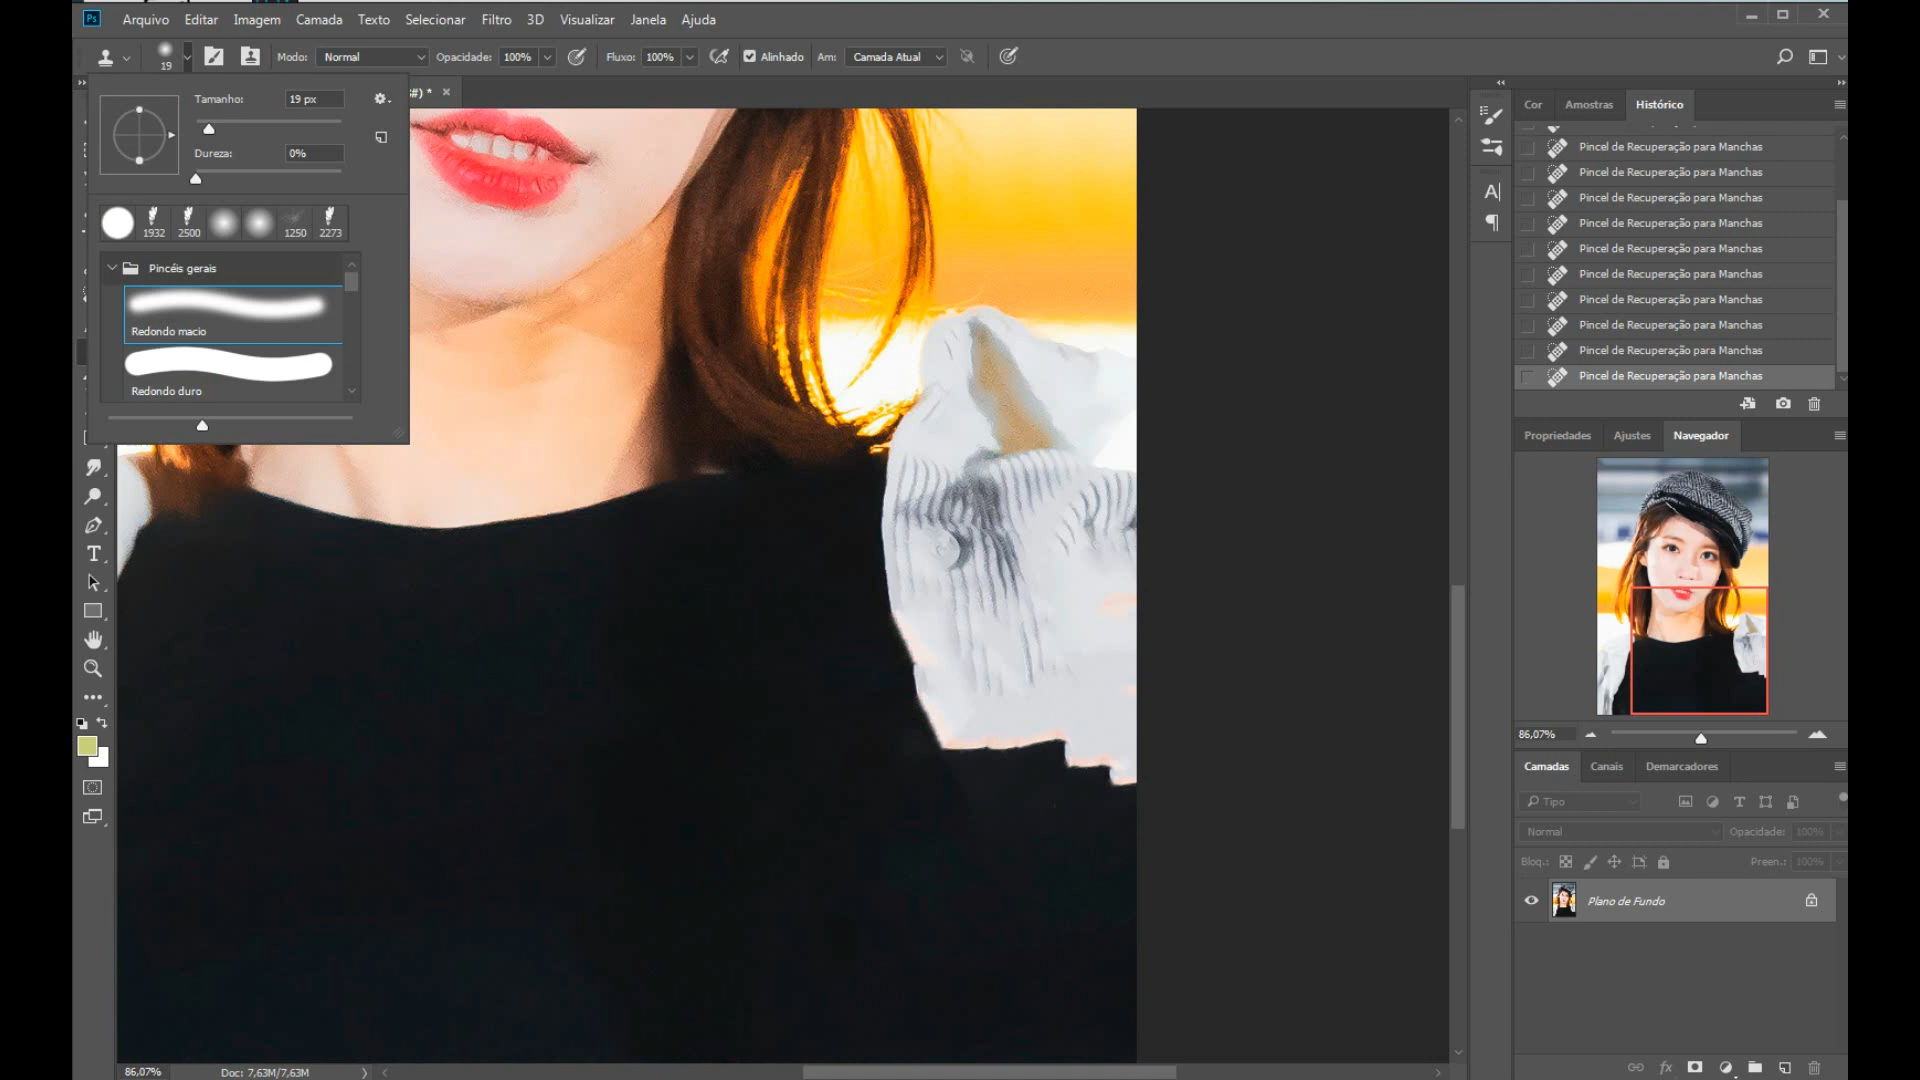 Ps
Arquivo Editar Imagem Camada Texto Selecionar Filtro 3D Visualizar Janela Ajuda
19 Modo: Normal Opacidade: 100% Fluxo: 100% Alinhado Am: Camada Atual
#) * ×
Tamanho: 19 px
Dureza: 0%
1932 2500 1250 2273
Pincéis gerais
Redondo macio
Redondo duro
Cor Amostras Histórico
Pincel de Recuperação para Manchas
Pincel de Recuperação para Manchas
Pincel de Recuperação para Manchas
Pincel de Recuperação para Manchas
Pincel de Recuperação para Manchas
Pincel de Recuperação para Manchas
Pincel de Recuperação para Manchas
Pincel de Recuperação para Manchas
Pincel de Recuperação para Manchas
Pincel de Recuperação para Manchas
Propriedades Ajustes Navegador
86,07%
Camadas Canais Demarcadores
Tipo
Normal Opacidade: 100%
Bloq.: Preen.: 100%
Plano de Fundo
fx
86,07% Doc: 7,63M/7,63M